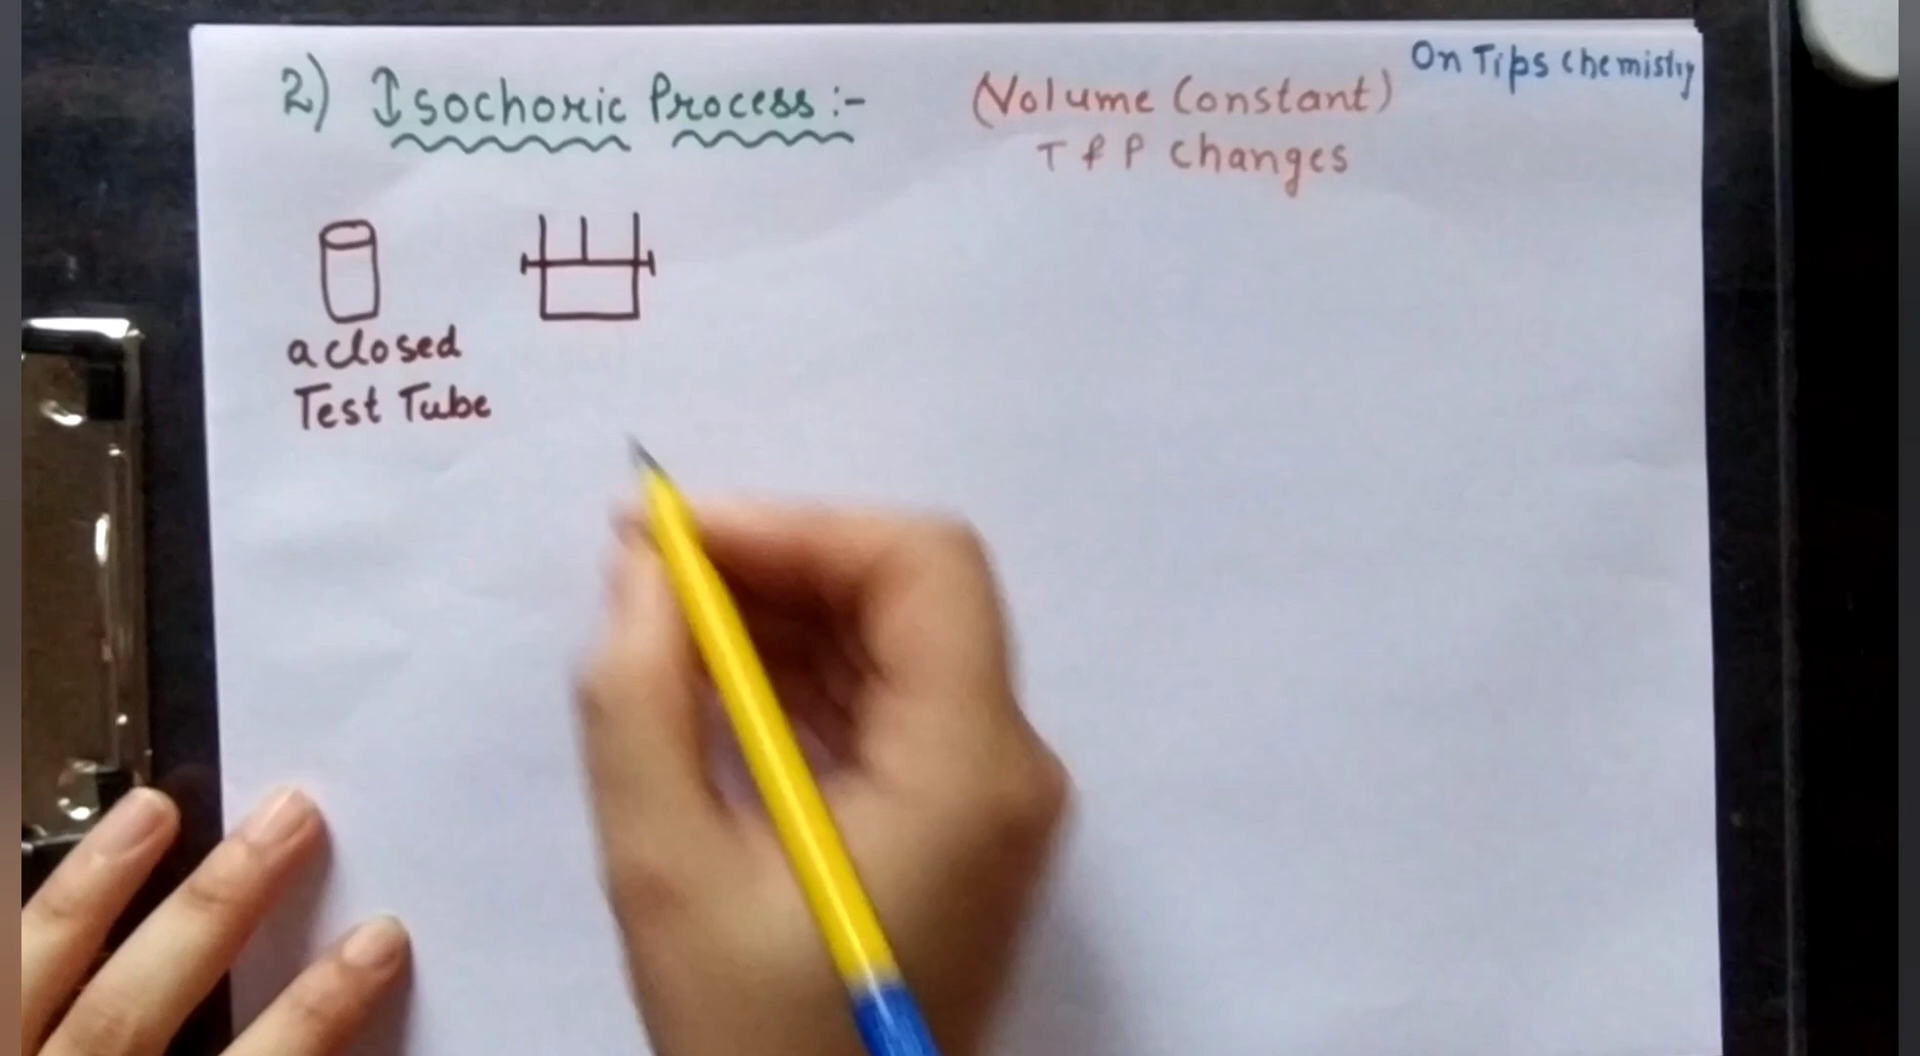 On Tips Chemistry
2) Isochoric Process :-
(Volume Constant)
T & P Changes
a closed
Test Tube